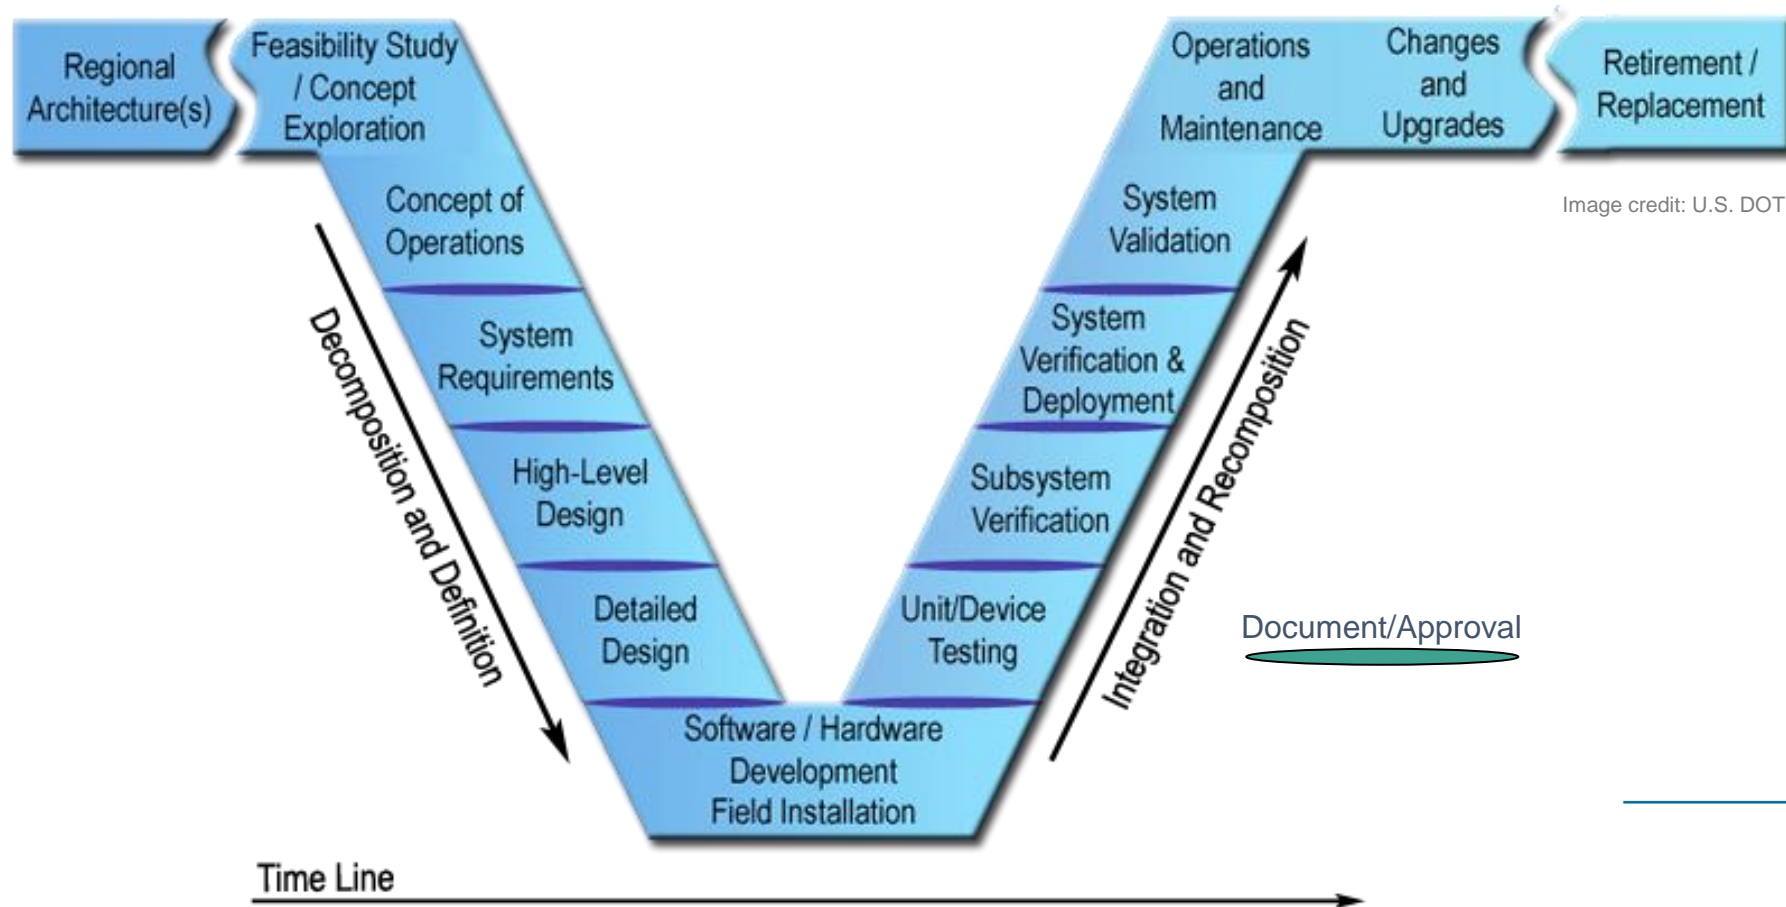 Regional
Architecture(s)
Feasibility Study
/ Concept
Exploration
Operations
and
Maintenance
Changes
and
Upgrades
Retirement /
Replacement
Image credit: U.S. DOT
Concept of
Operations
System
Requirements
High-Level
Design
Detailed
Design
Software / Hardware
Development
Field Installation
Unit/Device
Testing
Subsystem
Verification
System
Verification &
Deployment
System
Validation
Decomposition and Definition
Integration and Recomposition
Document/Approval
Time Line